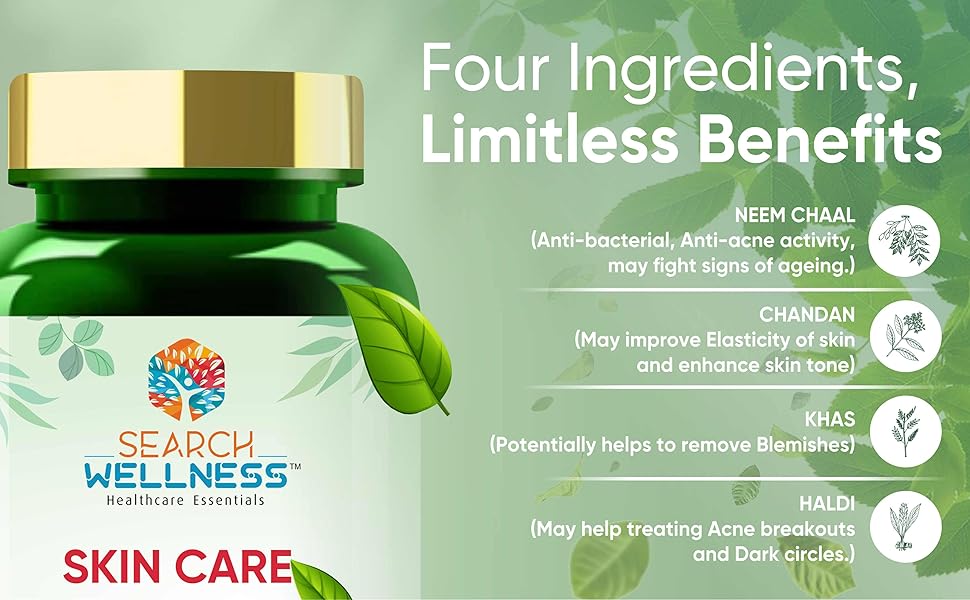 Four Ingredients,
Limitless Benefits
NEEM CHAAL
(Anti-bacterial, Anti-acne activity,
may fight signs of ageing.)
CHANDAN
(May improve Elasticity of skin
and enhance skin tone)
KHAS
(Potentially helps to remove Blemishes)
HALDI
(May help treating Acne breakouts
and Dark circles.)
SEARCH
WELLNESS™
Healthcare Essentials
SKIN CARE